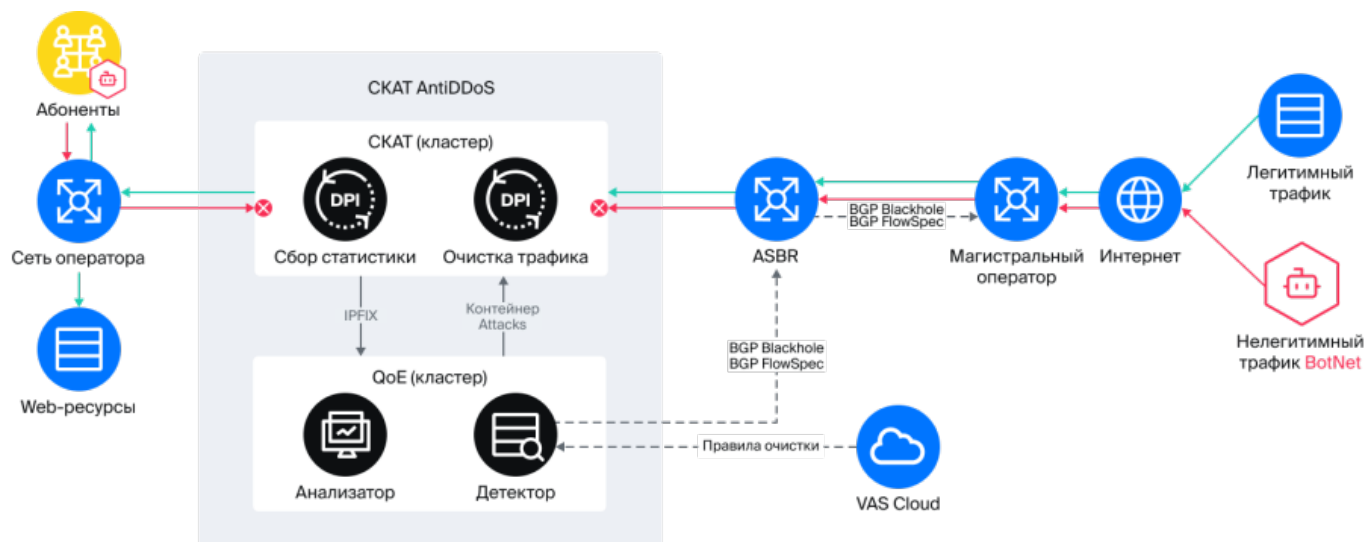 Абоненты
Сеть оператора
Web-ресурсы
СКАТ AntiDDoS
СКАТ (кластер)
DPI
DPI
Сбор статистики
Очистка трафика
IPFIX
Контейнер
Attacks
QoE (кластер)
Анализатор
Детектор
BGP Blackhole
BGP FlowSpec
Правила очистки
VAS Cloud
ASBR
BGP Blackhole
BGP FlowSpec
Магистральный
оператор
Интернет
Легитимный
трафик
Нелегитимный
трафик BotNet